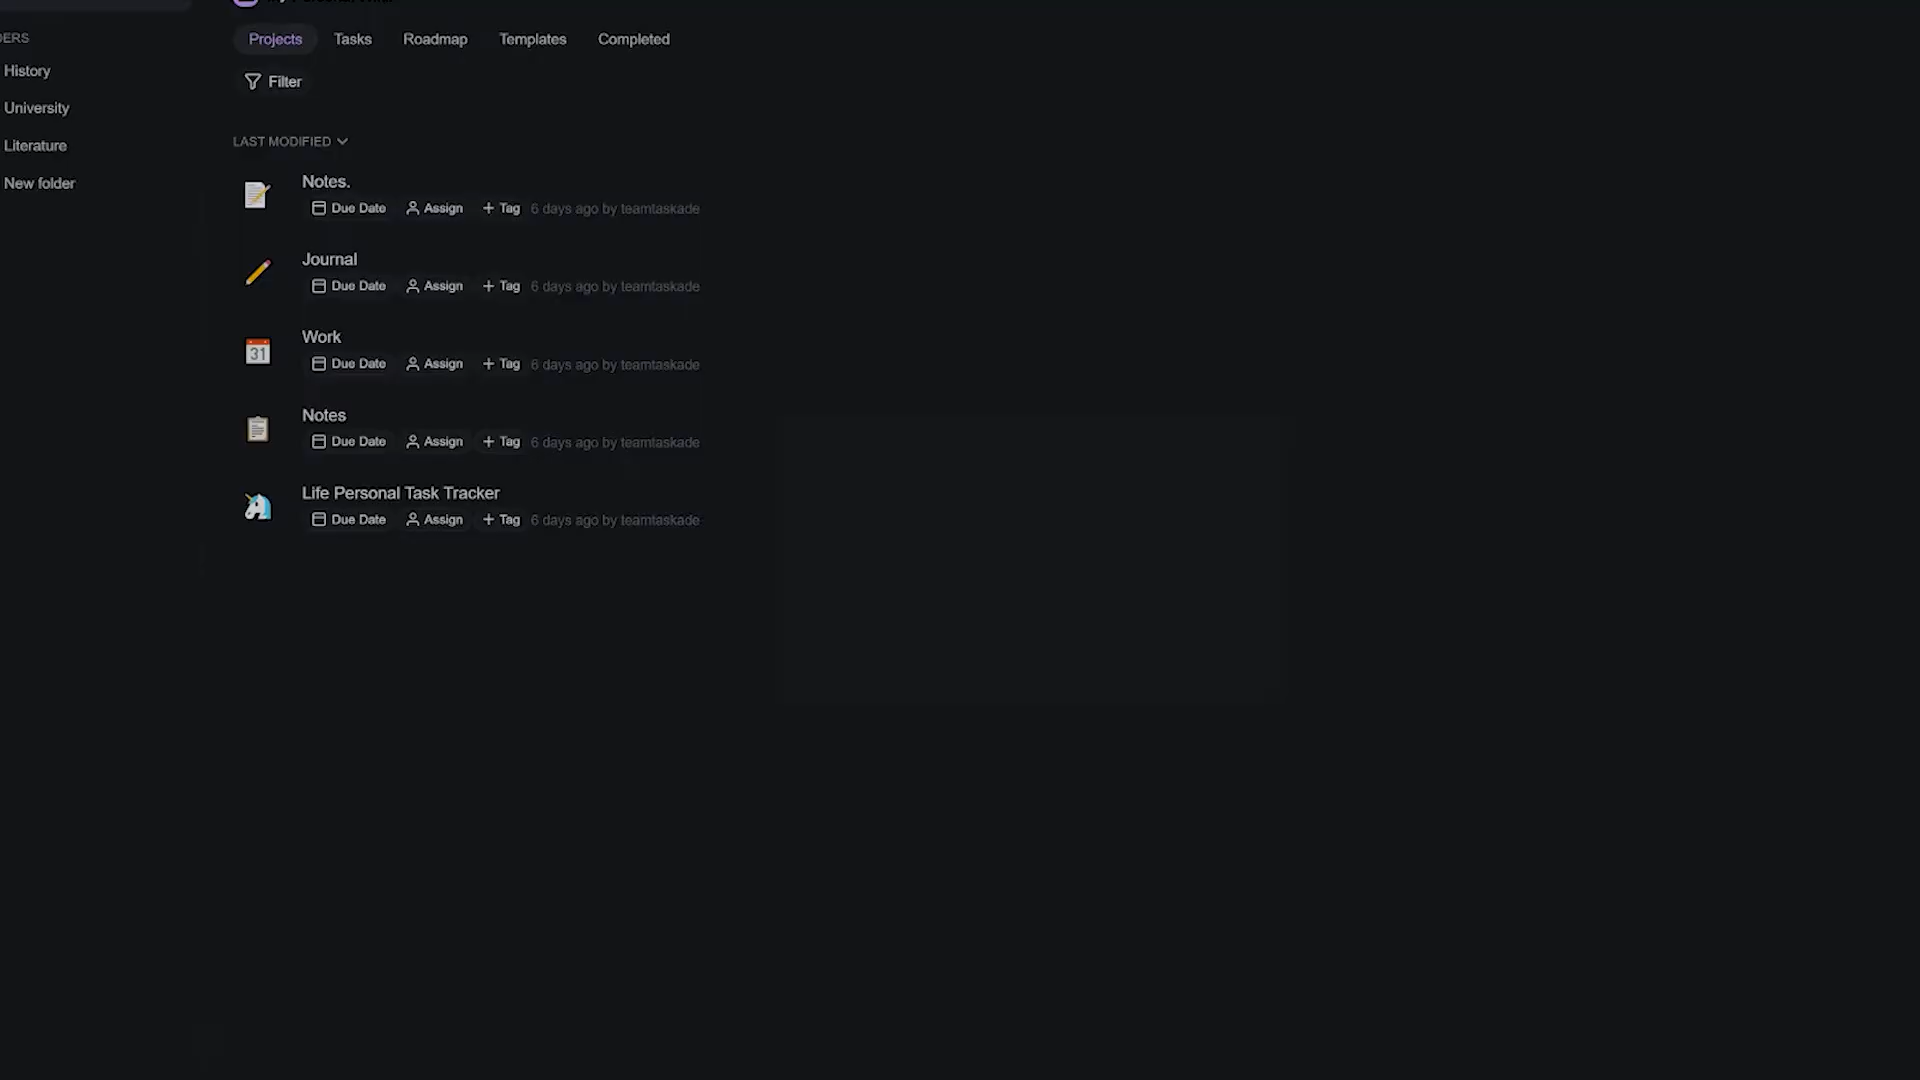 Projects Tasks Roadmap Templates Completed
History
Filter
University
LAST MODIFIED
Literature
New folder
Notes.
Due Date Assign + Tag 6 days ago by teamtaskade
Journal
Due Date Assign + Tag 6 days ago by teamtaskade
Work
31
Due Date Assign + Tag 6 days ago by teamtaskade
Notes
Due Date Assign + Tag 6 days ago by teamtaskade
Life Personal Task Tracker
Due Date Assign + Tag 6 days ago by teamtaskade